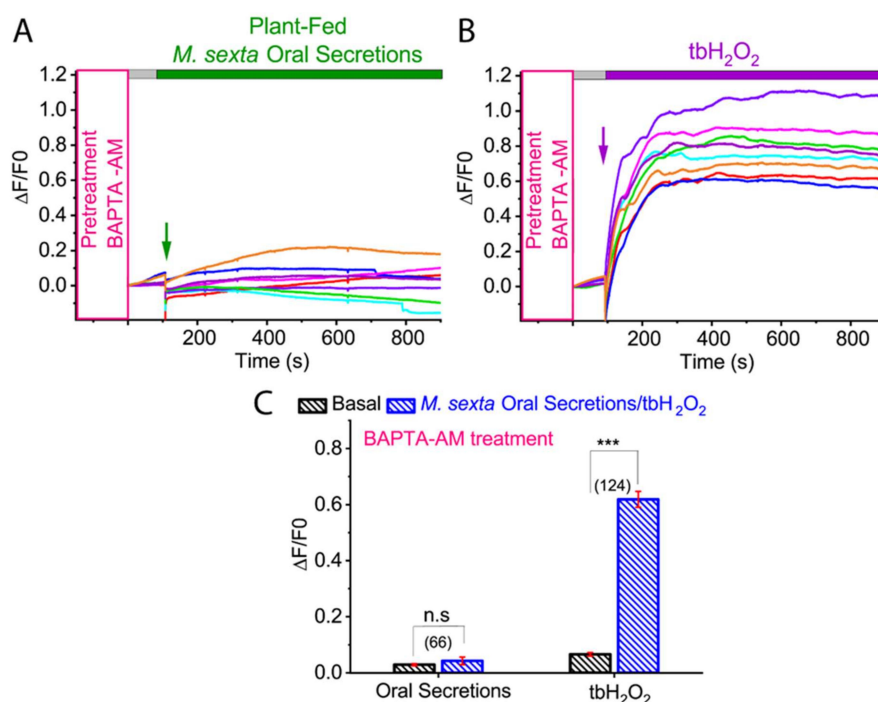 A
Plant-Fed
M. sexta Oral Secretions
1.2
1.0
0.8
0.6
0.4
0.2
0.0
ΔF/F0
Pretreatment
BAPTA -AM
200 400 600 800
Time (s)
B
tbH₂O₂
1.2
1.0
0.8
0.6
0.4
0.2
0.0
ΔF/F0
Pretreatment
BAPTA -AM
200 400 600 800
Time (s)
C
Basal M. sexta Oral Secretions/tbH₂O₂
BAPTA-AM treatment
0.8
0.6
0.4
0.2
0.0
ΔF/F0
n.s
(66)
***
(124)
Oral Secretions tbH₂O₂